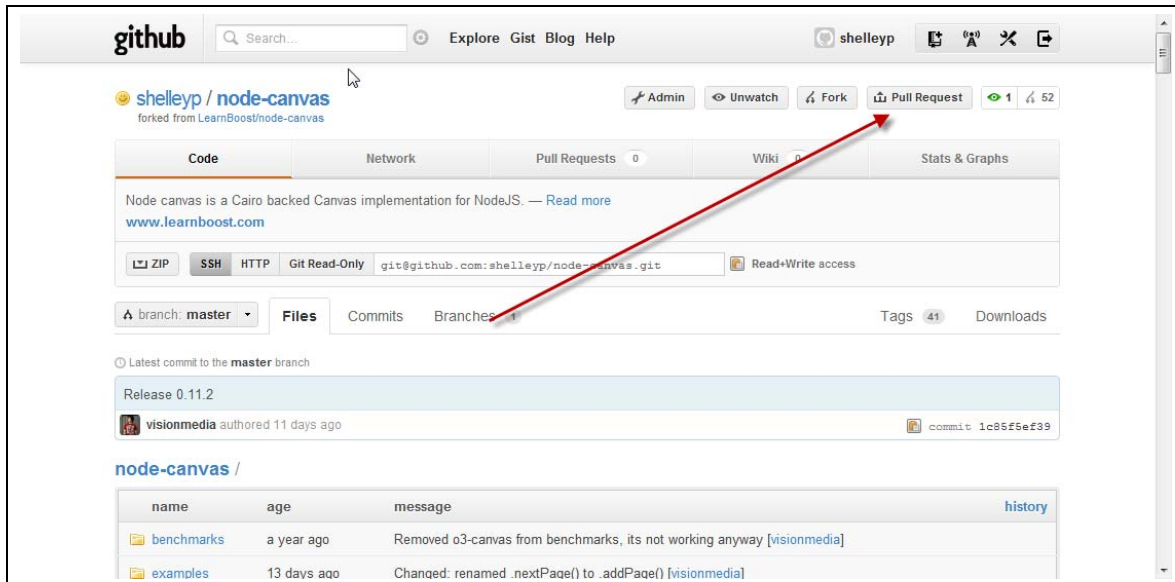 github Search... Explore Gist Blog Help shelleyp
shelleyp / node-canvas Admin Unwatch Fork Pull Request 1 52
forked from LearnBoost/node-canvas
Code Network Pull Requests 0 Wiki 0 Stats & Graphs
Node canvas is a Cairo backed Canvas implementation for NodeJS. — Read more
www.learnboost.com
ZIP SSH HTTP Git Read-Only git@github.com:shelleyp/node-canvas.git Read+Write access
branch: master Files Commits Branches 1 Tags 41 Downloads
Latest commit to the master branch
Release 0.11.2
visionmedia authored 11 days ago commit 1c85f5ef39
node-canvas /
name age message history
benchmarks a year ago Removed o3-canvas from benchmarks, its not working anyway [visionmedia]
examples 13 days ago Changed: renamed .nextPage() to .addPage() [visionmedia]